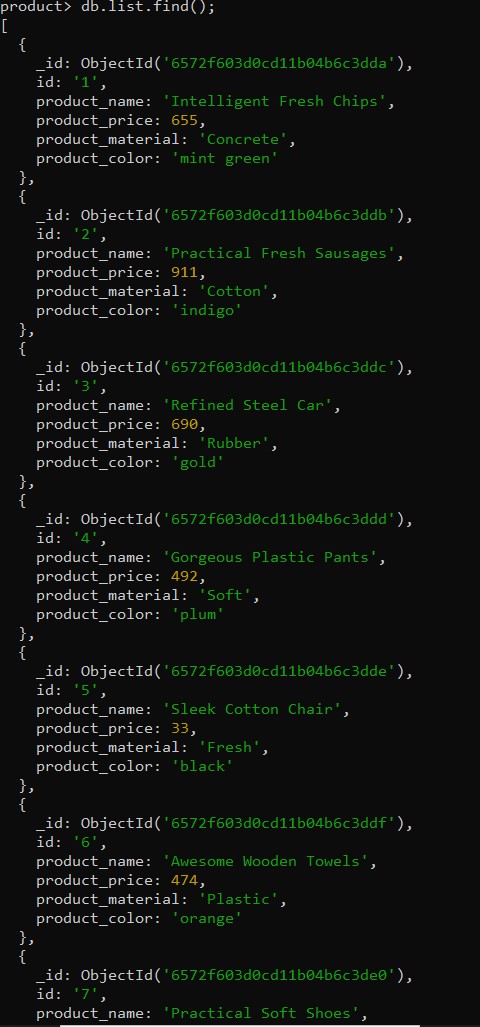 product> db.list.find();
[
  {
    _id: ObjectId('6572f603d0cd11b04b6c3dda'),
    id: '1',
    product_name: 'Intelligent Fresh Chips',
    product_price: 655,
    product_material: 'Concrete',
    product_color: 'mint green'
  },
  {
    _id: ObjectId('6572f603d0cd11b04b6c3ddb'),
    id: '2',
    product_name: 'Practical Fresh Sausages',
    product_price: 911,
    product_material: 'Cotton',
    product_color: 'indigo'
  },
  {
    _id: ObjectId('6572f603d0cd11b04b6c3ddc'),
    id: '3',
    product_name: 'Refined Steel Car',
    product_price: 690,
    product_material: 'Rubber',
    product_color: 'gold'
  },
  {
    _id: ObjectId('6572f603d0cd11b04b6c3ddd'),
    id: '4',
    product_name: 'Gorgeous Plastic Pants',
    product_price: 492,
    product_material: 'Soft',
    product_color: 'plum'
  },
  {
    _id: ObjectId('6572f603d0cd11b04b6c3dde'),
    id: '5',
    product_name: 'Sleek Cotton Chair',
    product_price: 33,
    product_material: 'Fresh',
    product_color: 'black'
  },
  {
    _id: ObjectId('6572f603d0cd11b04b6c3ddf'),
    id: '6',
    product_name: 'Awesome Wooden Towels',
    product_price: 474,
    product_material: 'Plastic',
    product_color: 'orange'
  },
  {
    _id: ObjectId('6572f603d0cd11b04b6c3de0'),
    id: '7',
    product_name: 'Practical Soft Shoes',